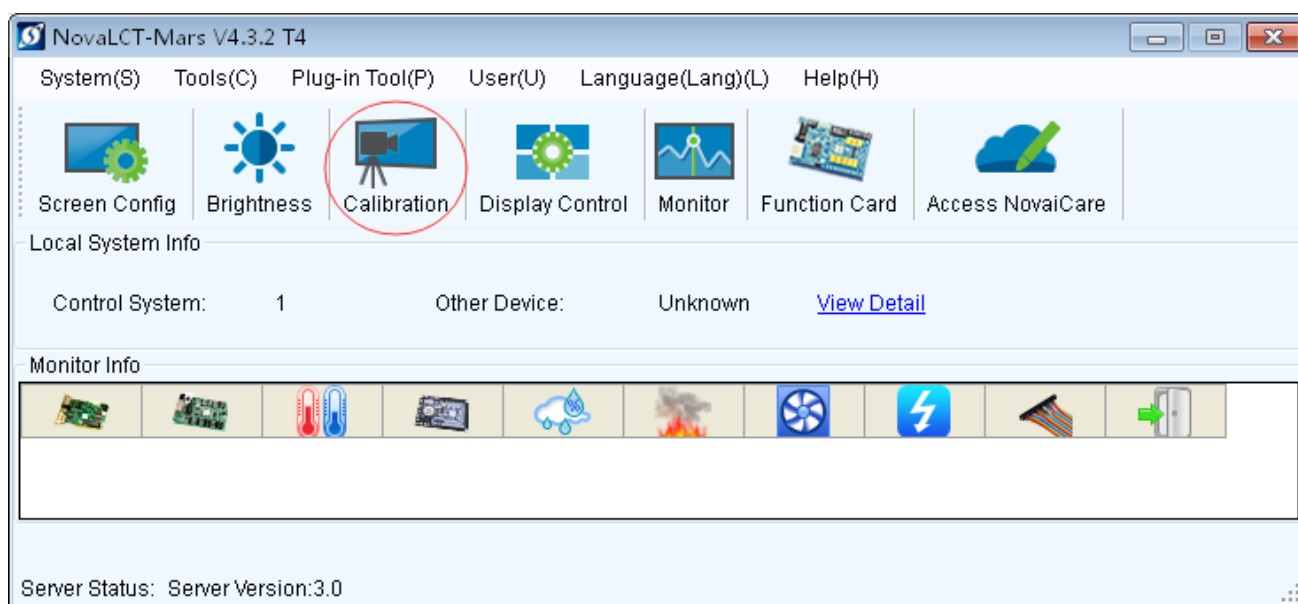 NovaLCT-Mars V4.3.2 T4
System(S) Tools(C) Plug-in Tool(P) User(U) Language(Lang)(L) Help(H)
Screen Config Brightness Calibration Display Control Monitor Function Card Access NovaiCare
Local System Info
Control System: 1 Other Device: Unknown View Detail
Monitor Info
%
Server Status: Server Version:3.0